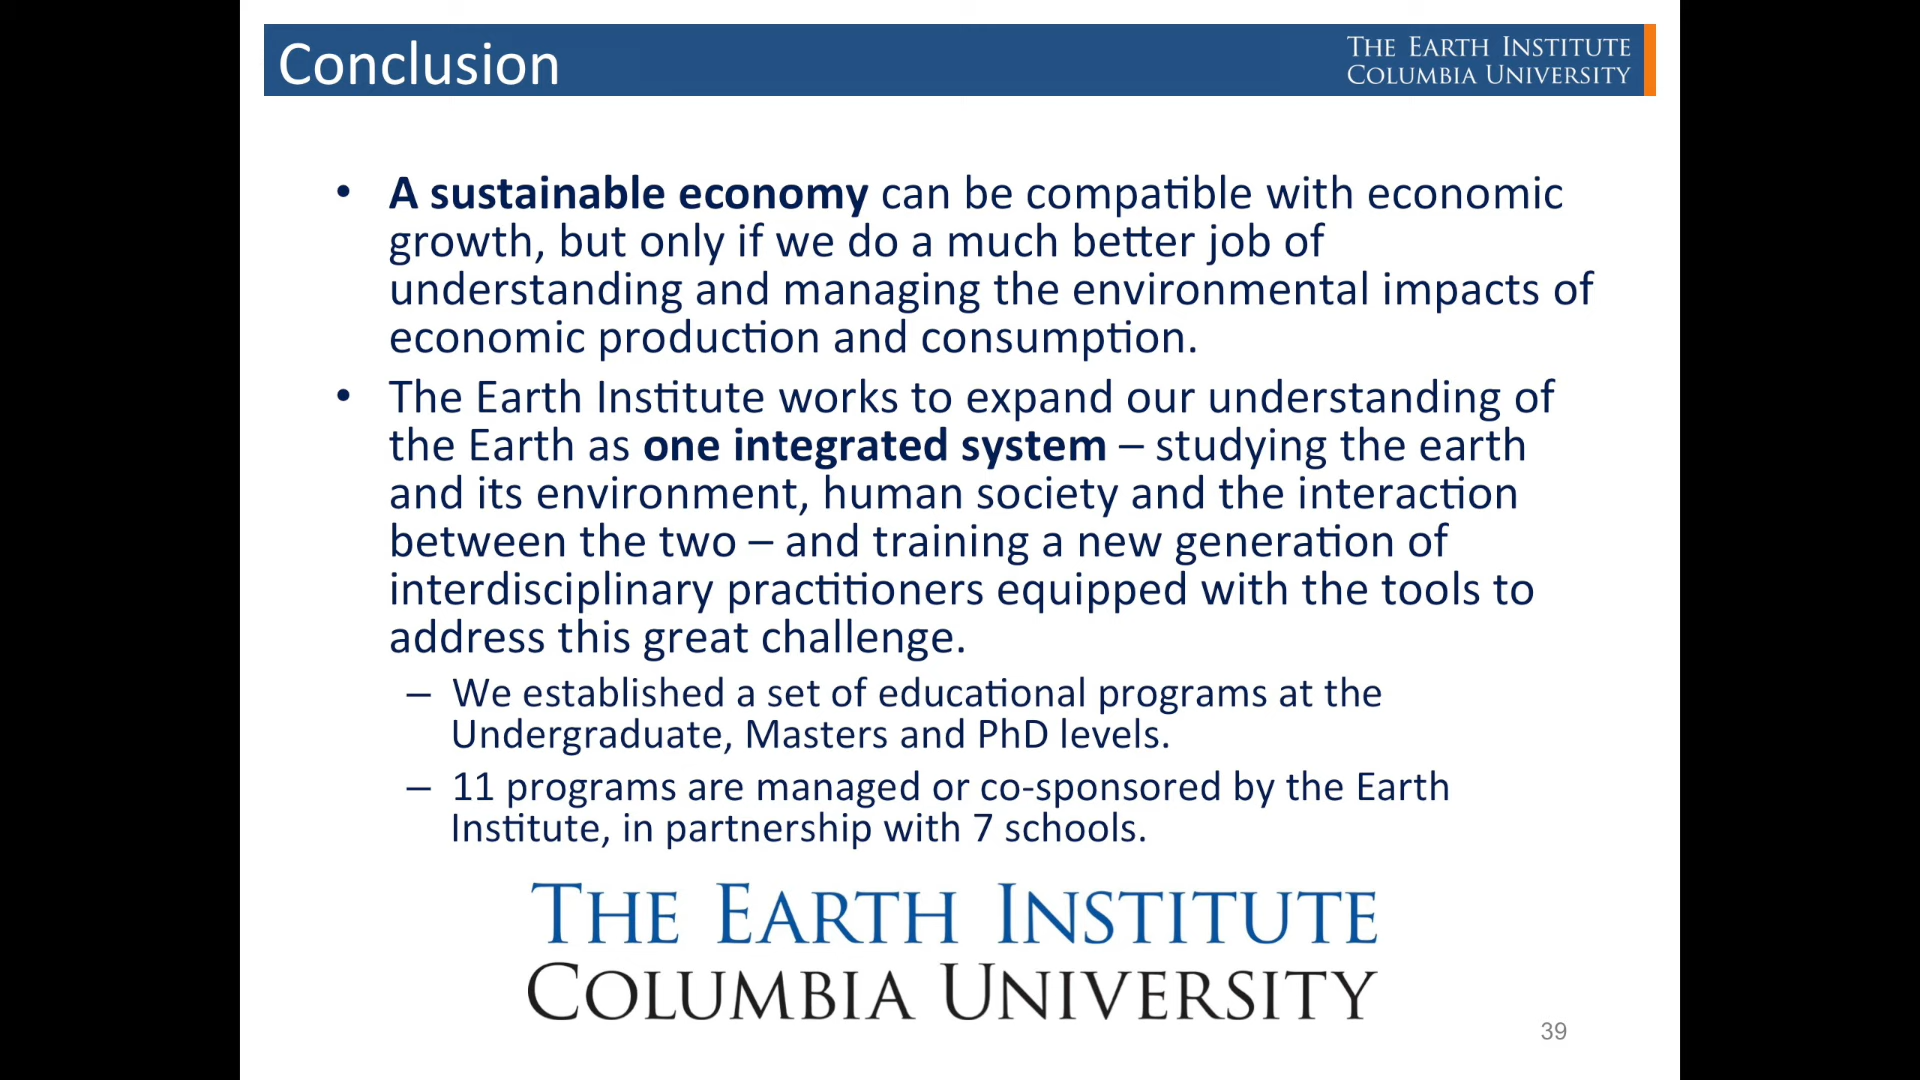 Conclusion
THE EARTH INSTITUTE
COLUMBIA UNIVERSITY
• A sustainable economy can be compatible with economic
growth, but only if we do a much better job of
understanding and managing the environmental impacts of
economic production and consumption.
• The Earth Institute works to expand our understanding of
the Earth as one integrated system – studying the earth
and its environment, human society and the interaction
between the two – and training a new generation of
interdisciplinary practitioners equipped with the tools to
address this great challenge.
– We established a set of educational programs at the
Undergraduate, Masters and PhD levels.
– 11 programs are managed or co-sponsored by the Earth
Institute, in partnership with 7 schools.
THE EARTH INSTITUTE
COLUMBIA UNIVERSITY
39